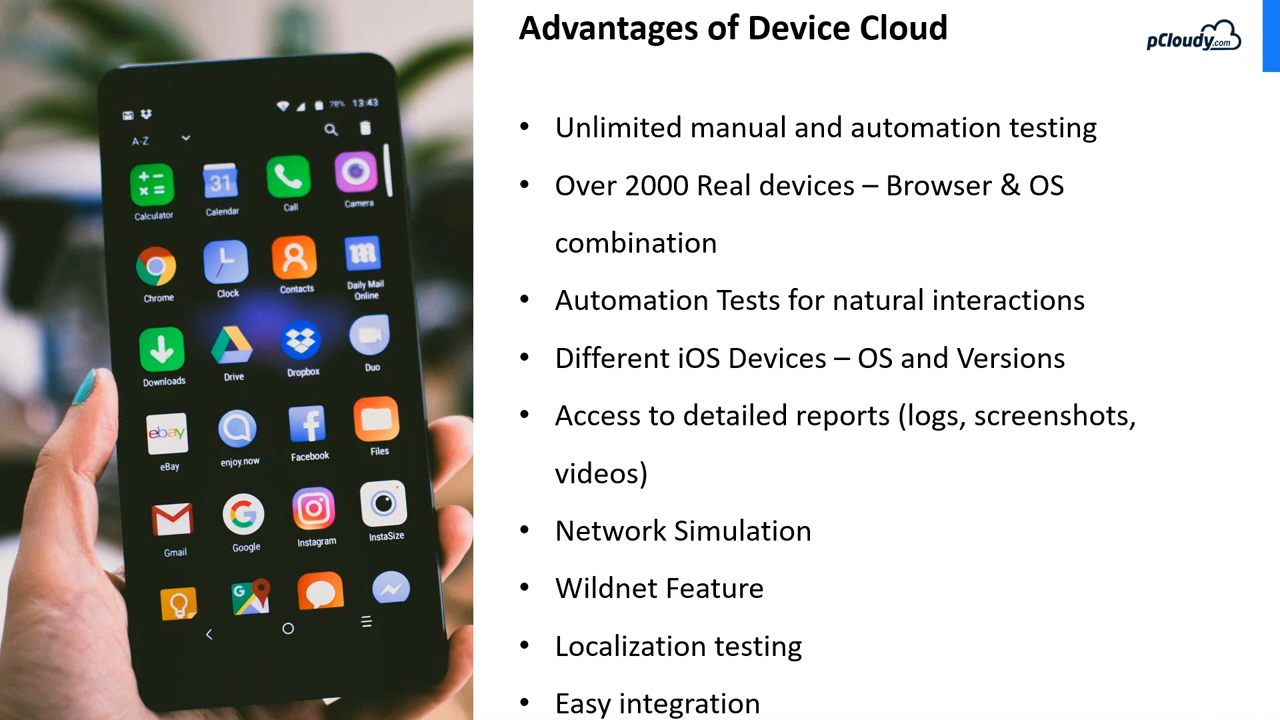 Advantages of Device Cloud
pCloudy.com
• Unlimited manual and automation testing
• Over 2000 Real devices – Browser & OS
combination
• Automation Tests for natural interactions
• Different iOS Devices – OS and Versions
• Access to detailed reports (logs, screenshots,
videos)
• Network Simulation
• Wildnet Feature
• Localization testing
• Easy integration
78% 13:43
A-Z
31
Calculator Calendar Call Camera
Chrome Clock Contacts Daily Mail
Online
Downloads Drive Dropbox Duo
ebay
eBay enjoy.now Facebook Files
Gmail Google Instagram InstaSize